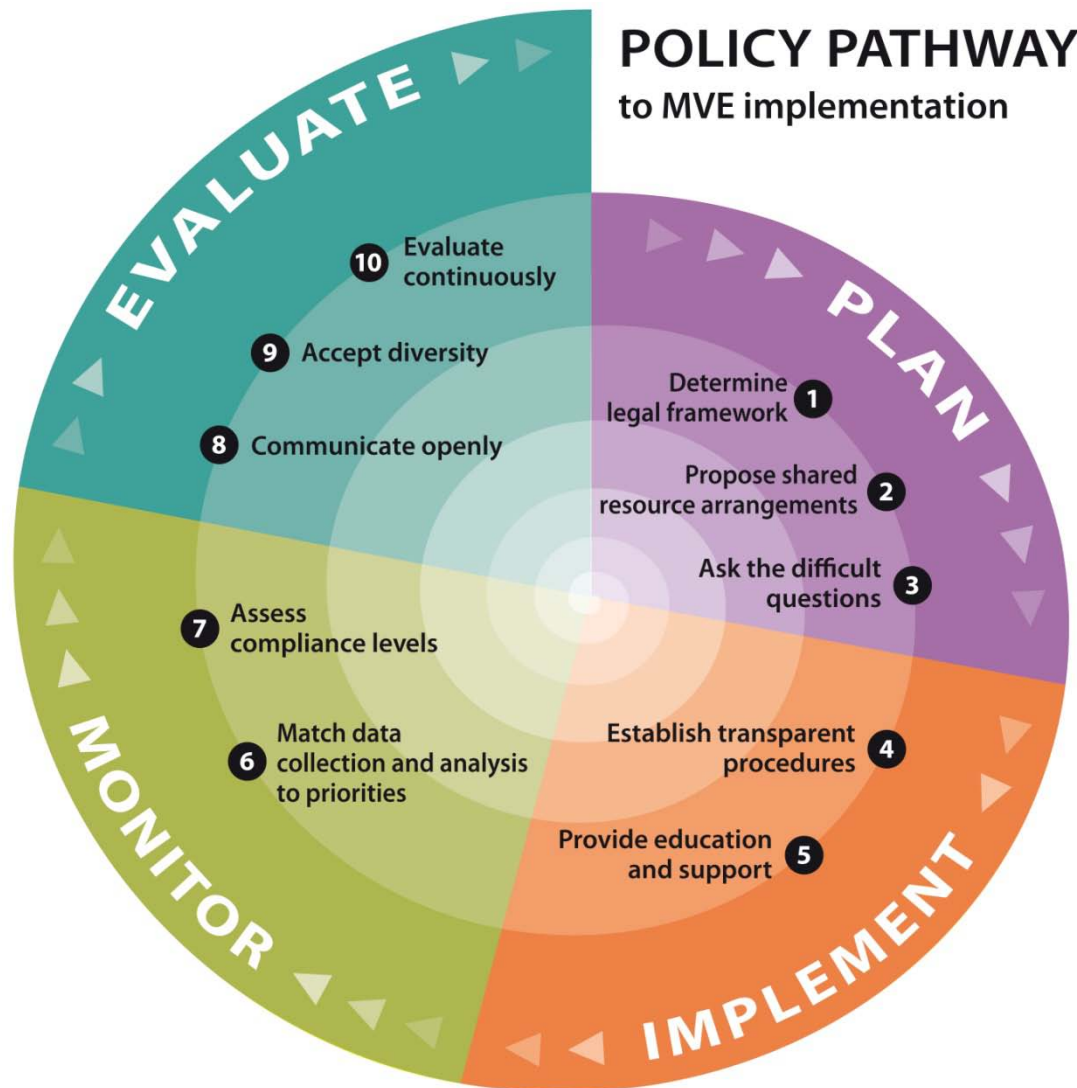 POLICY PATHWAY
to MVE implementation
PLAN
1
Determine
legal framework
2
Propose shared
resource arrangements
3
Ask the difficult
questions
IMPLEMENT
4
Establish transparent
procedures
5
Provide education
and support
MONITOR
6
Match data
collection and analysis
to priorities
7
Assess
compliance levels
EVALUATE
8
Communicate openly
9
Accept diversity
10
Evaluate
continuously